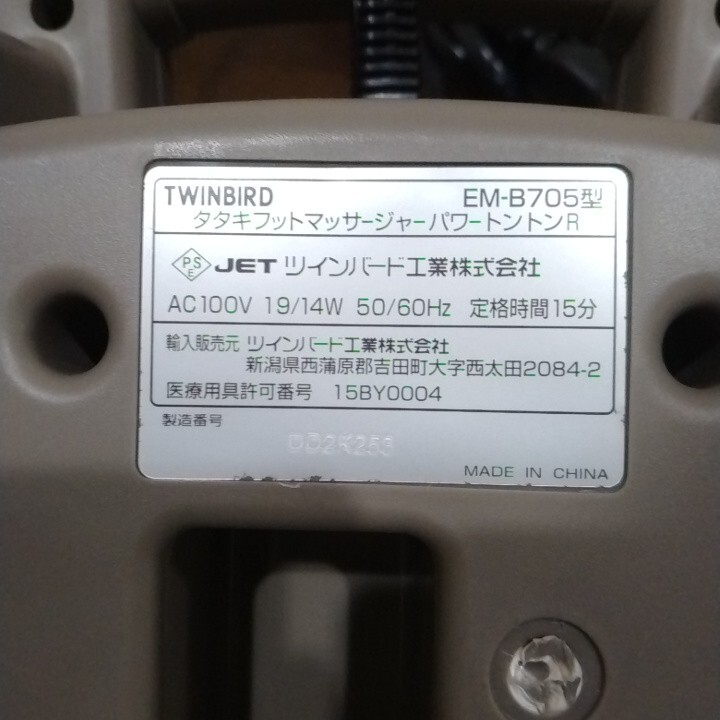 TWINBIRD EM-B705型
タタキフットマッサージャーパワートントンR
PSE JET ツインバード工業株式会社
AC100V 19/14W 50/60Hz 定格時間15分
輸入販売元 ツインバード工業株式会社
新潟県西蒲原郡吉田町大字西太田2084-2
医療用具許可番号 15BY0004
製造番号
MADE IN CHINA